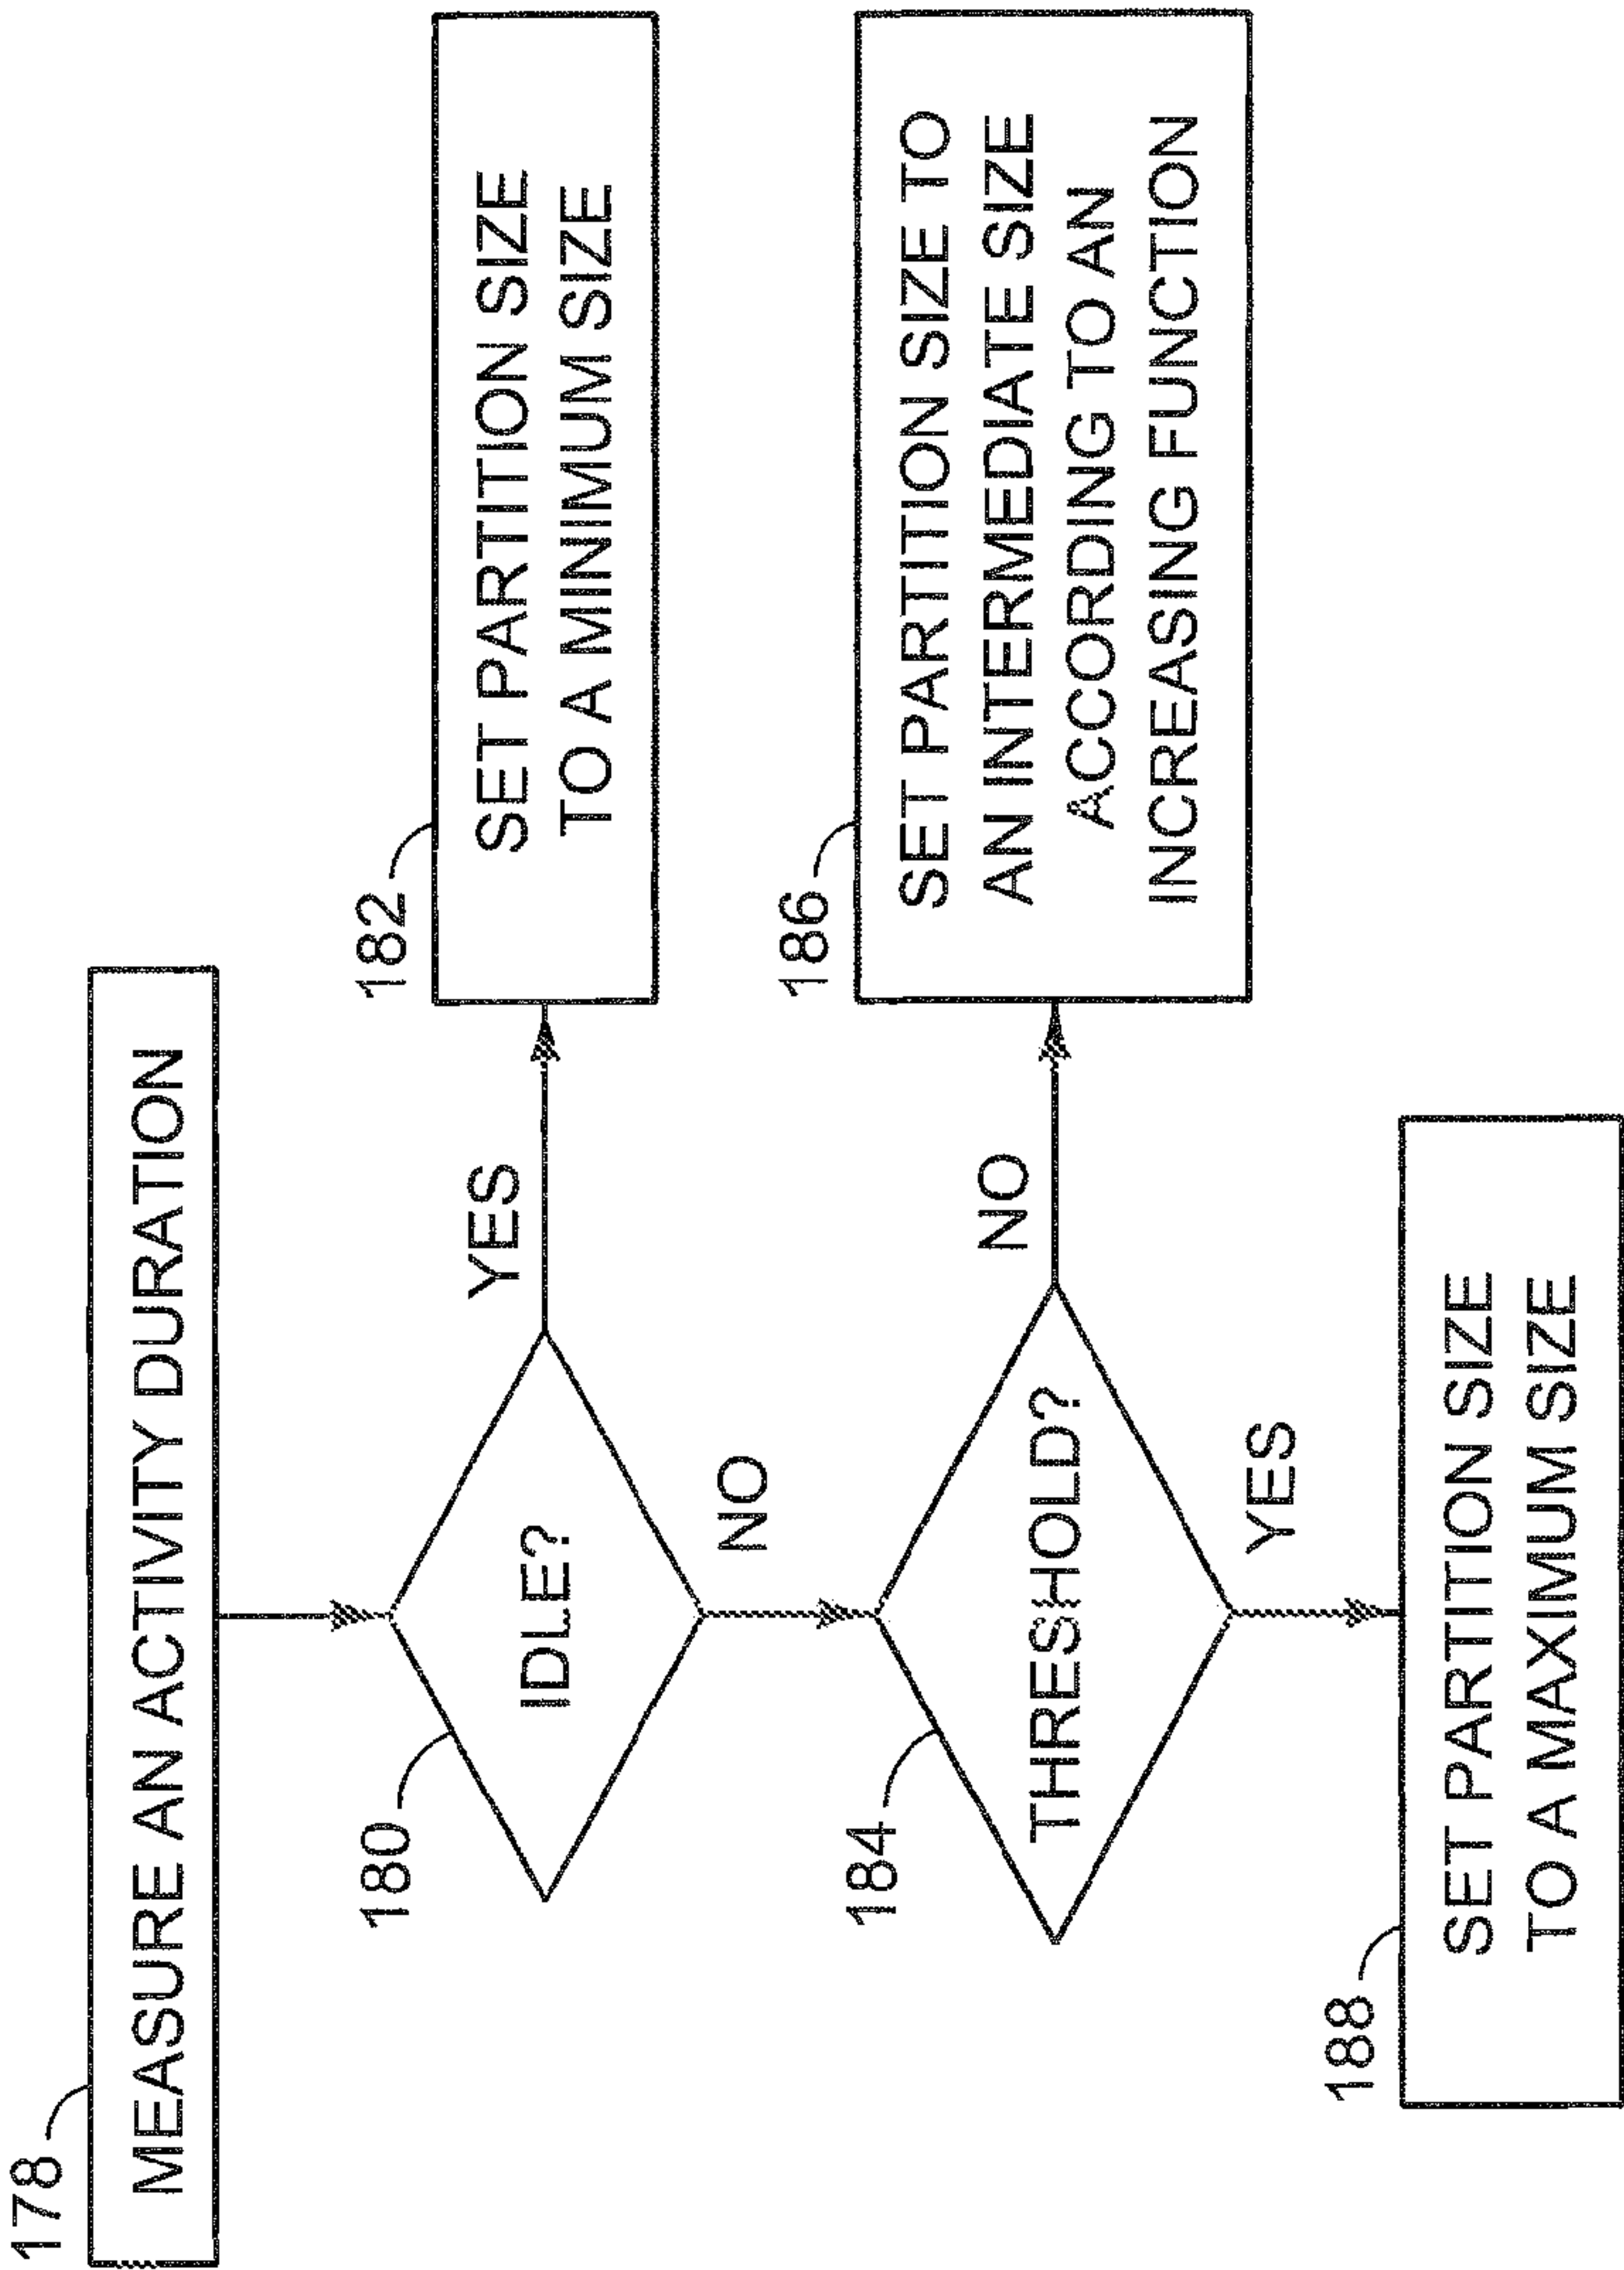 178
MEASURE AN ACTIVITY DURATION
180
IDLE?
YES
182
SET PARTITION SIZE
TO A MINIMUM SIZE
NO
184
THRESHOLD?
NO
186
SET PARTITION SIZE TO
AN INTERMEDIATE SIZE
ACCORDING TO AN
INCREASING FUNCTION
YES
188
SET PARTITION SIZE
TO A MAXIMUM SIZE